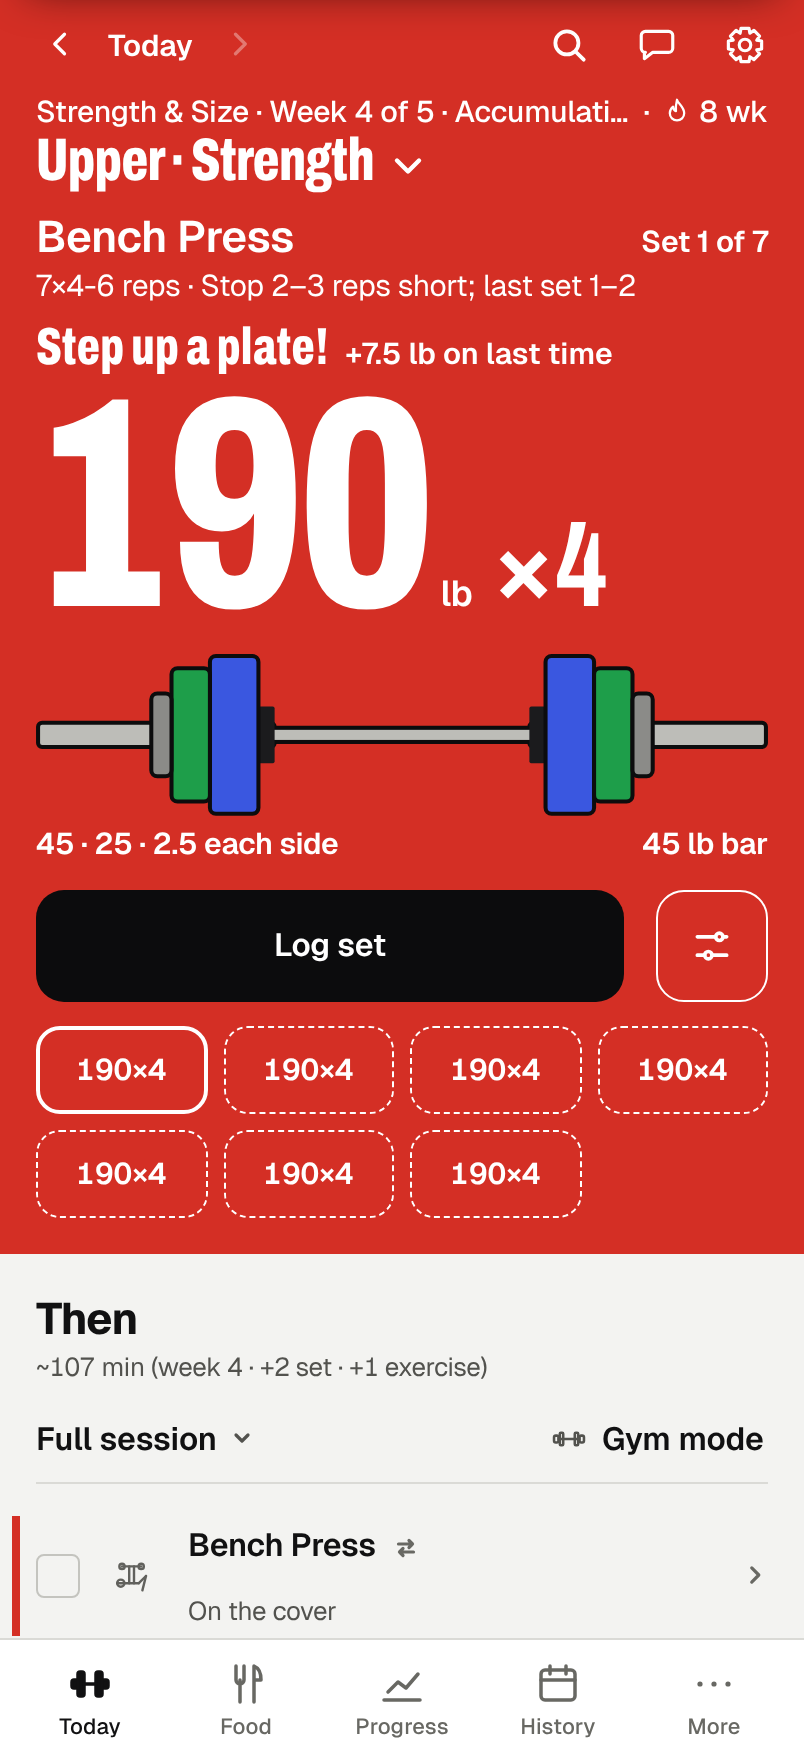 Today
Strength & Size · Week 4 of 5 · Accumulati... · 8 wk
Upper · Strength
Bench Press
Set 1 of 7
7×4-6 reps · Stop 2–3 reps short; last set 1–2
Step up a plate! +7.5 lb on last time
190 lb ×4
45 · 25 · 2.5 each side
45 lb bar
Log set
190×4 190×4 190×4 190×4
190×4 190×4 190×4
Then
~107 min (week 4 · +2 set · +1 exercise)
Full session
Gym mode
Bench Press
On the cover
Today Food Progress History More